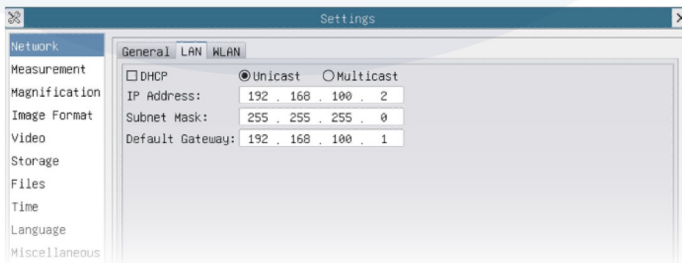 Settings
Network
Measurement
Magnification
Image Format
Video
Storage
Files
Time
Language
Miscellaneous
General LAN WLAN
DHCP Unicast Multicast
IP Address: 192 . 168 . 100 . 2
Subnet Mask: 255 . 255 . 255 . 0
Default Gateway: 192 . 168 . 100 . 1